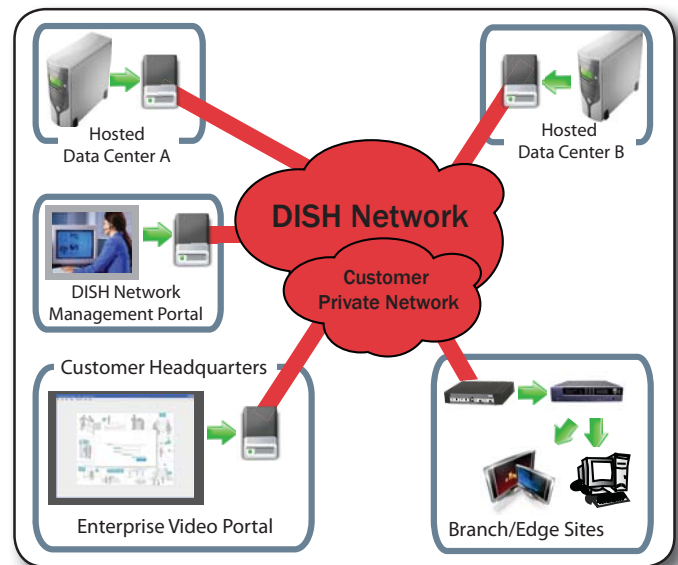 Hosted
Data Center A
Hosted
Data Center B
DISH Network
Customer
Private Network
DISH Network
Management Portal
Customer Headquarters
Enterprise Video Portal
Branch/Edge Sites